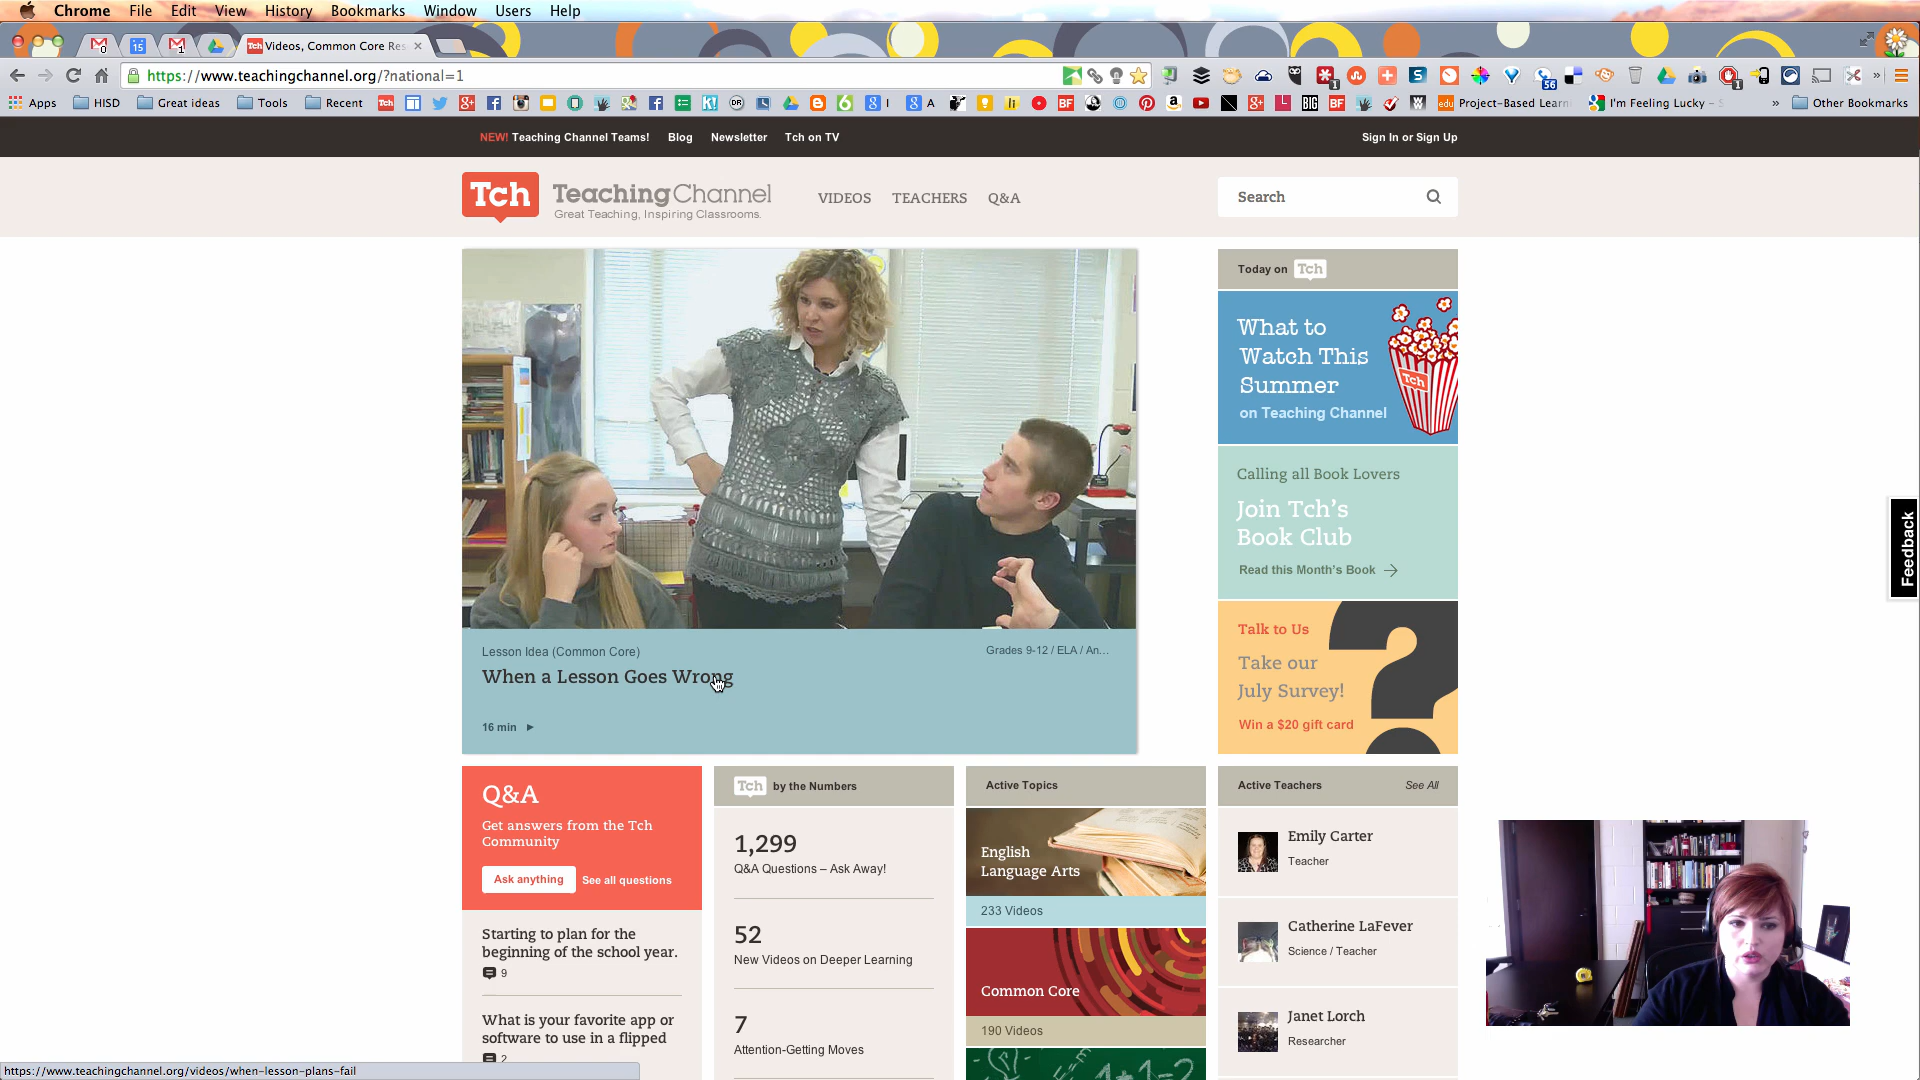 Chrome File Edit View History Bookmarks Window Users Help
Tch Videos, Common Core Res
https://www.teachingchannel.org/?national=1
Apps HISD Great ideas Tools Recent Project-Based Learn I'm Feeling Lucky Other Bookmarks
NEW! Teaching Channel Teams! Blog Newsletter Tch on TV Sign In or Sign Up
Tch TeachingChannel
Great Teaching, Inspiring Classrooms.
VIDEOS TEACHERS Q&A
Search
Lesson Idea (Common Core) Grades 9-12 / ELA / An...
When a Lesson Goes Wrong
16 min
Today on Tch
What to
Watch This
Summer
on Teaching Channel
Tch
Calling all Book Lovers
Join Tch's
Book Club
Read this Month's Book
Talk to Us
Take our
July Survey!
Win a $20 gift card
Feedback
Q&A
Get answers from the Tch
Community
Ask anything See all questions
Starting to plan for the
beginning of the school year.
9
What is your favorite app or
software to use in a flipped
2
Tch by the Numbers
1,299
Q&A Questions – Ask Away!
52
New Videos on Deeper Learning
7
Attention-Getting Moves
Active Topics
English
Language Arts
233 Videos
Common Core
190 Videos
Active Teachers See All
Emily Carter
Teacher
Catherine LaFever
Science / Teacher
Janet Lorch
Researcher
https://www.teachingchannel.org/videos/when-lesson-plans-fail